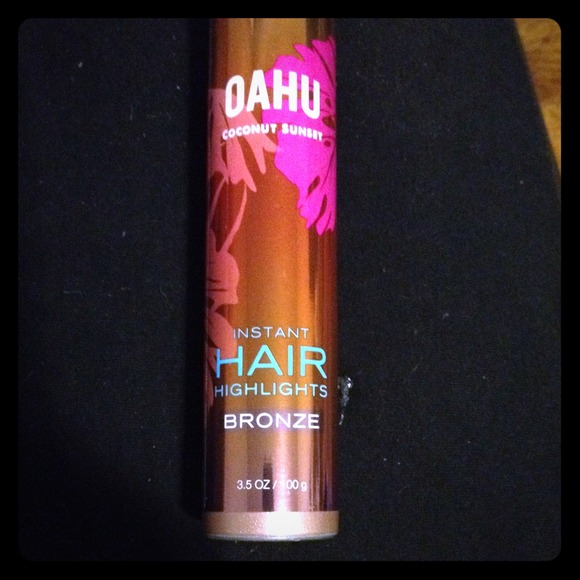 OAHU
COCONUT SUNSET
INSTANT
HAIR
HIGHLIGHTS
BRONZE
3.5 OZ / 100 g